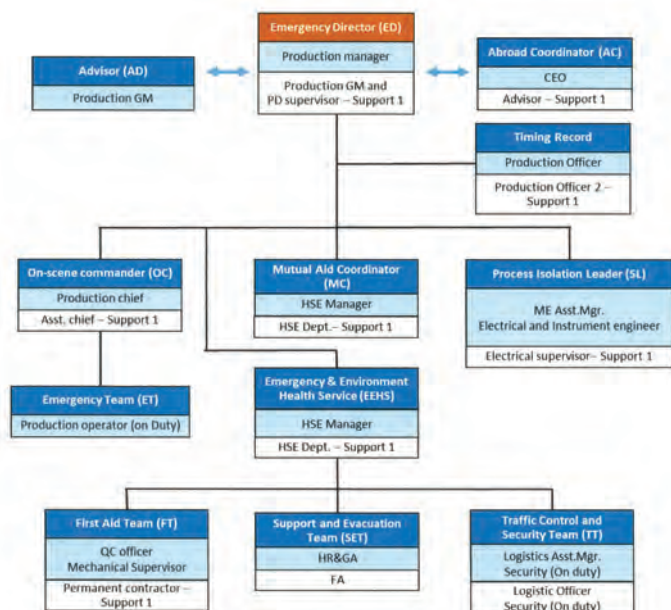 Emergency Director (ED)
Production manager
Production GM and
PD supervisor – Support 1
Advisor (AD)
Production GM
Abroad Coordinator (AC)
CEO
Advisor – Support 1
Timing Record
Production Officer
Production Officer 2 –
Support 1
On-scene commander (OC)
Production chief
Asst. chief – Support 1
Mutual Aid Coordinator
(MC)
HSE Manager
HSE Dept.– Support 1
Process Isolation Leader (SL)
ME Asst.Mgr.
Electrical and Instrument engineer
Electrical supervisor– Support 1
Emergency Team (ET)
Production operator (on Duty)
Emergency & Environment
Health Service (EEHS)
HSE Manager
HSE Dept. – Support 1
First Aid Team (FT)
QC officer
Mechanical Supervisor
Permanent contractor –
Support 1
Support and Evacuation
Team (SET)
HR&GA
FA
Traffic Control and
Security Team (TT)
Logistics Asst.Mgr.
Security (On duty)
Logistic Officer
Security (On duty)